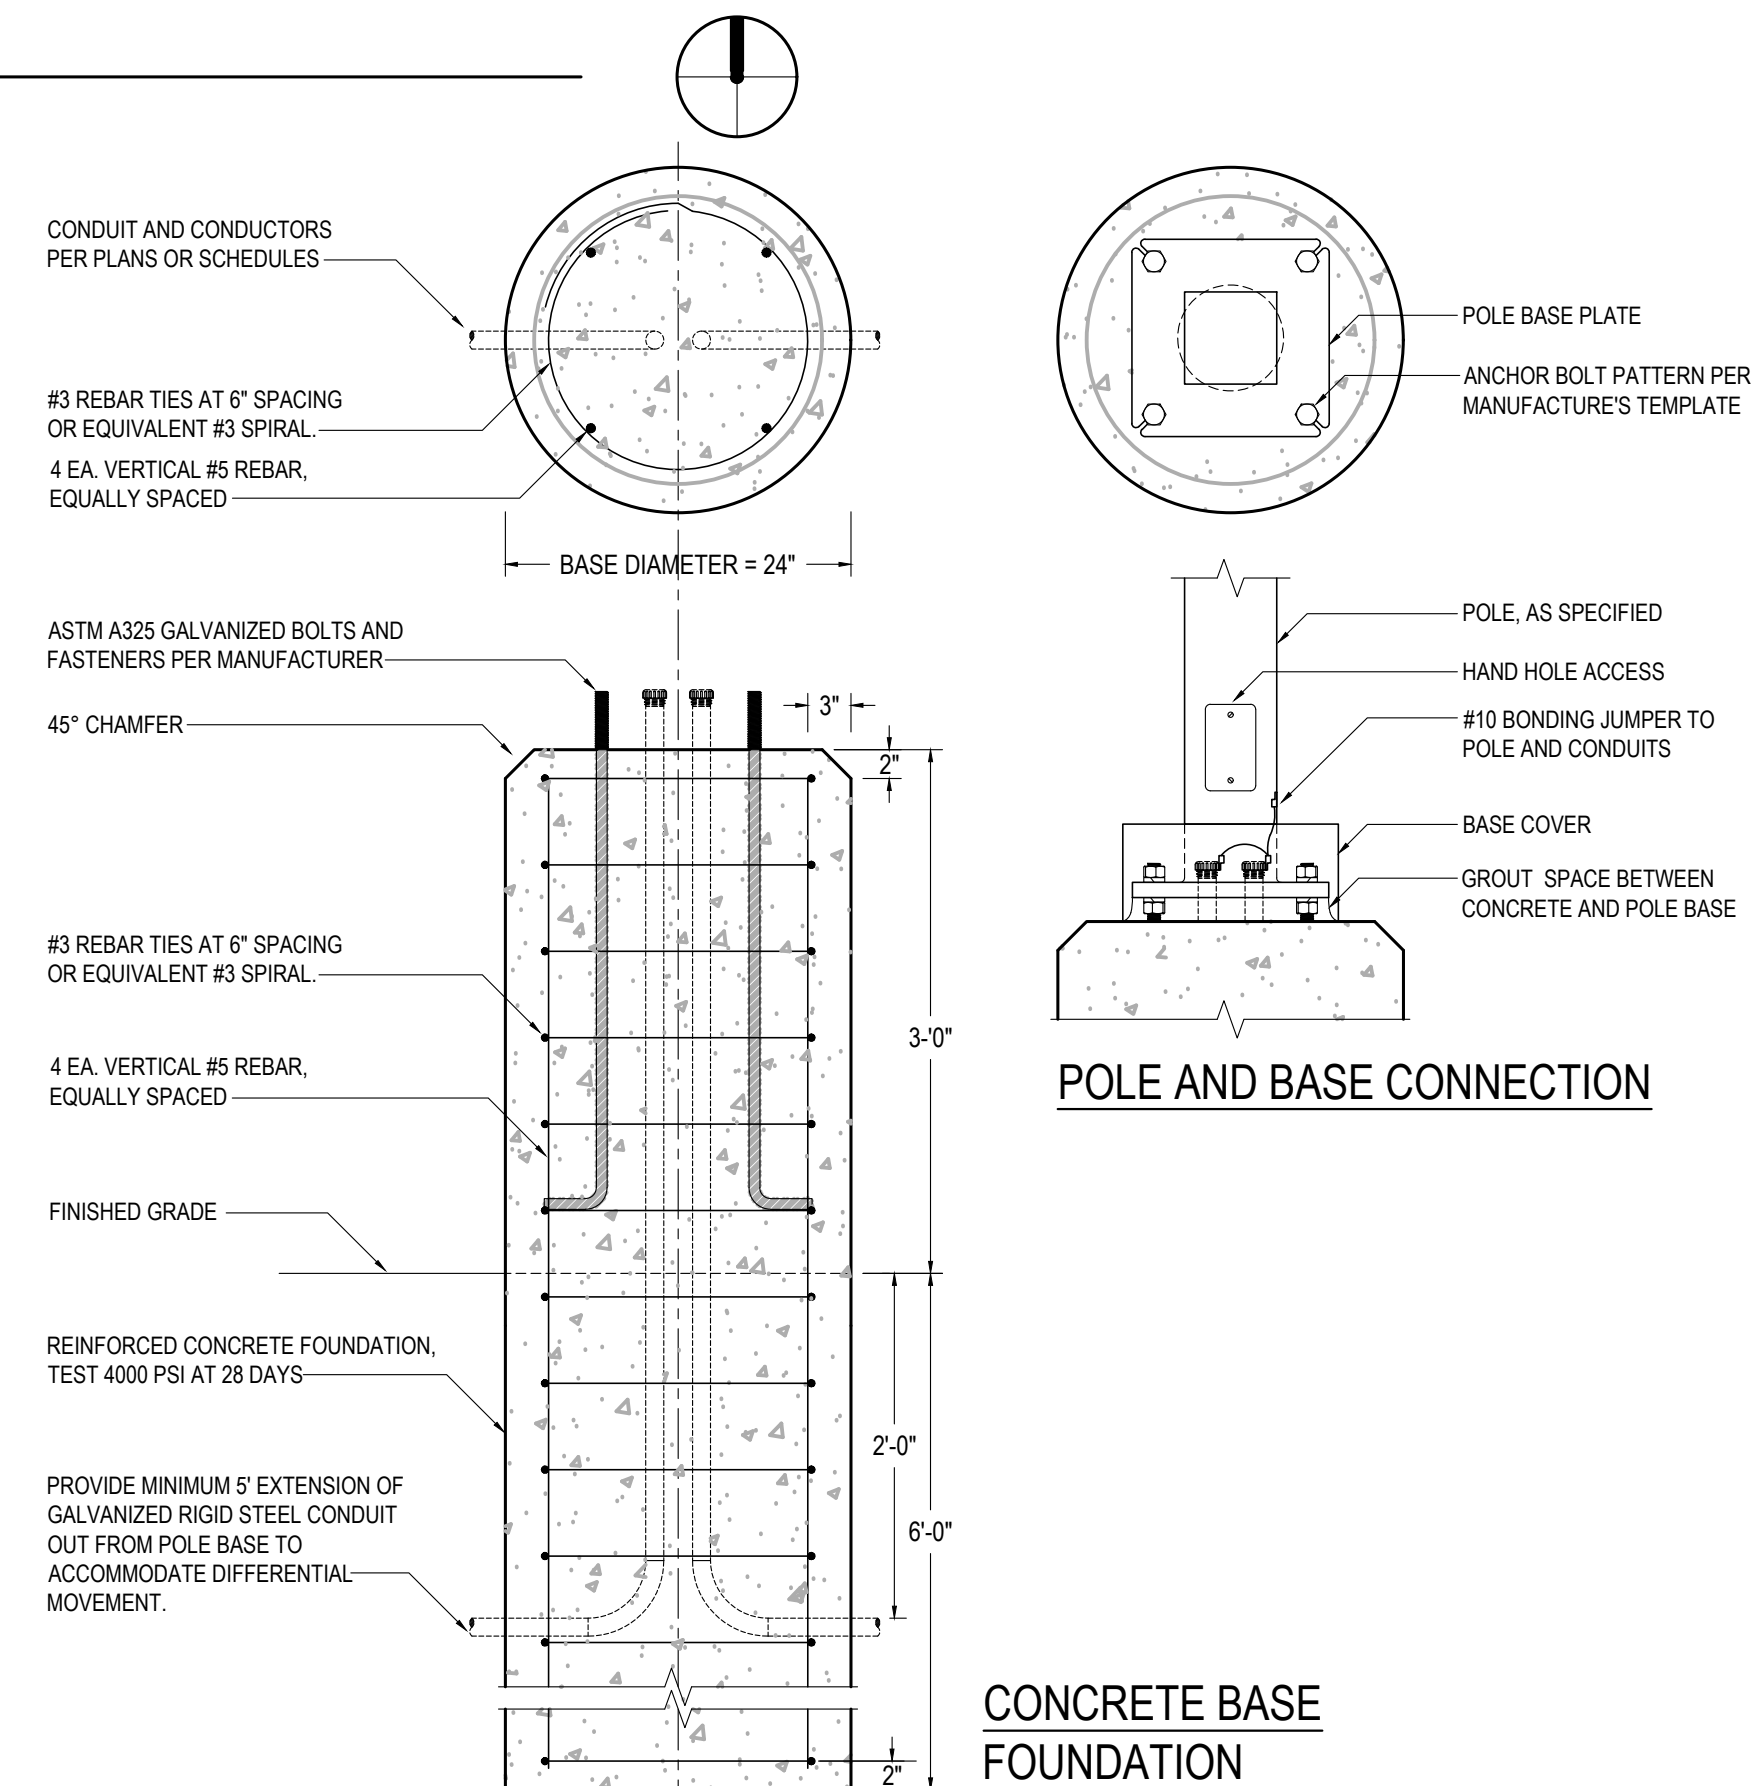 CONDUIT AND CONDUCTORS
PER PLANS OR SCHEDULES
#3 REBAR TIES AT 6" SPACING
OR EQUIVALENT #3 SPIRAL.
4 EA. VERTICAL #5 REBAR,
EQUALLY SPACED
BASE DIAMETER = 24"
POLE BASE PLATE
ANCHOR BOLT PATTERN PER
MANUFACTURE'S TEMPLATE
ASTM A325 GALVANIZED BOLTS AND
FASTENERS PER MANUFACTURER
45° CHAMFER
3"
2"
#3 REBAR TIES AT 6" SPACING
OR EQUIVALENT #3 SPIRAL.
3-'0"
4 EA. VERTICAL #5 REBAR,
EQUALLY SPACED
FINISHED GRADE
REINFORCED CONCRETE FOUNDATION,
TEST 4000 PSI AT 28 DAYS
2'-0"
6'-0"
PROVIDE MINIMUM 5' EXTENSION OF
GALVANIZED RIGID STEEL CONDUIT
OUT FROM POLE BASE TO
ACCOMMODATE DIFFERENTIAL
MOVEMENT.
2"
POLE, AS SPECIFIED
HAND HOLE ACCESS
#10 BONDING JUMPER TO
POLE AND CONDUITS
BASE COVER
GROUT SPACE BETWEEN
CONCRETE AND POLE BASE
POLE AND BASE CONNECTION
CONCRETE BASE
FOUNDATION